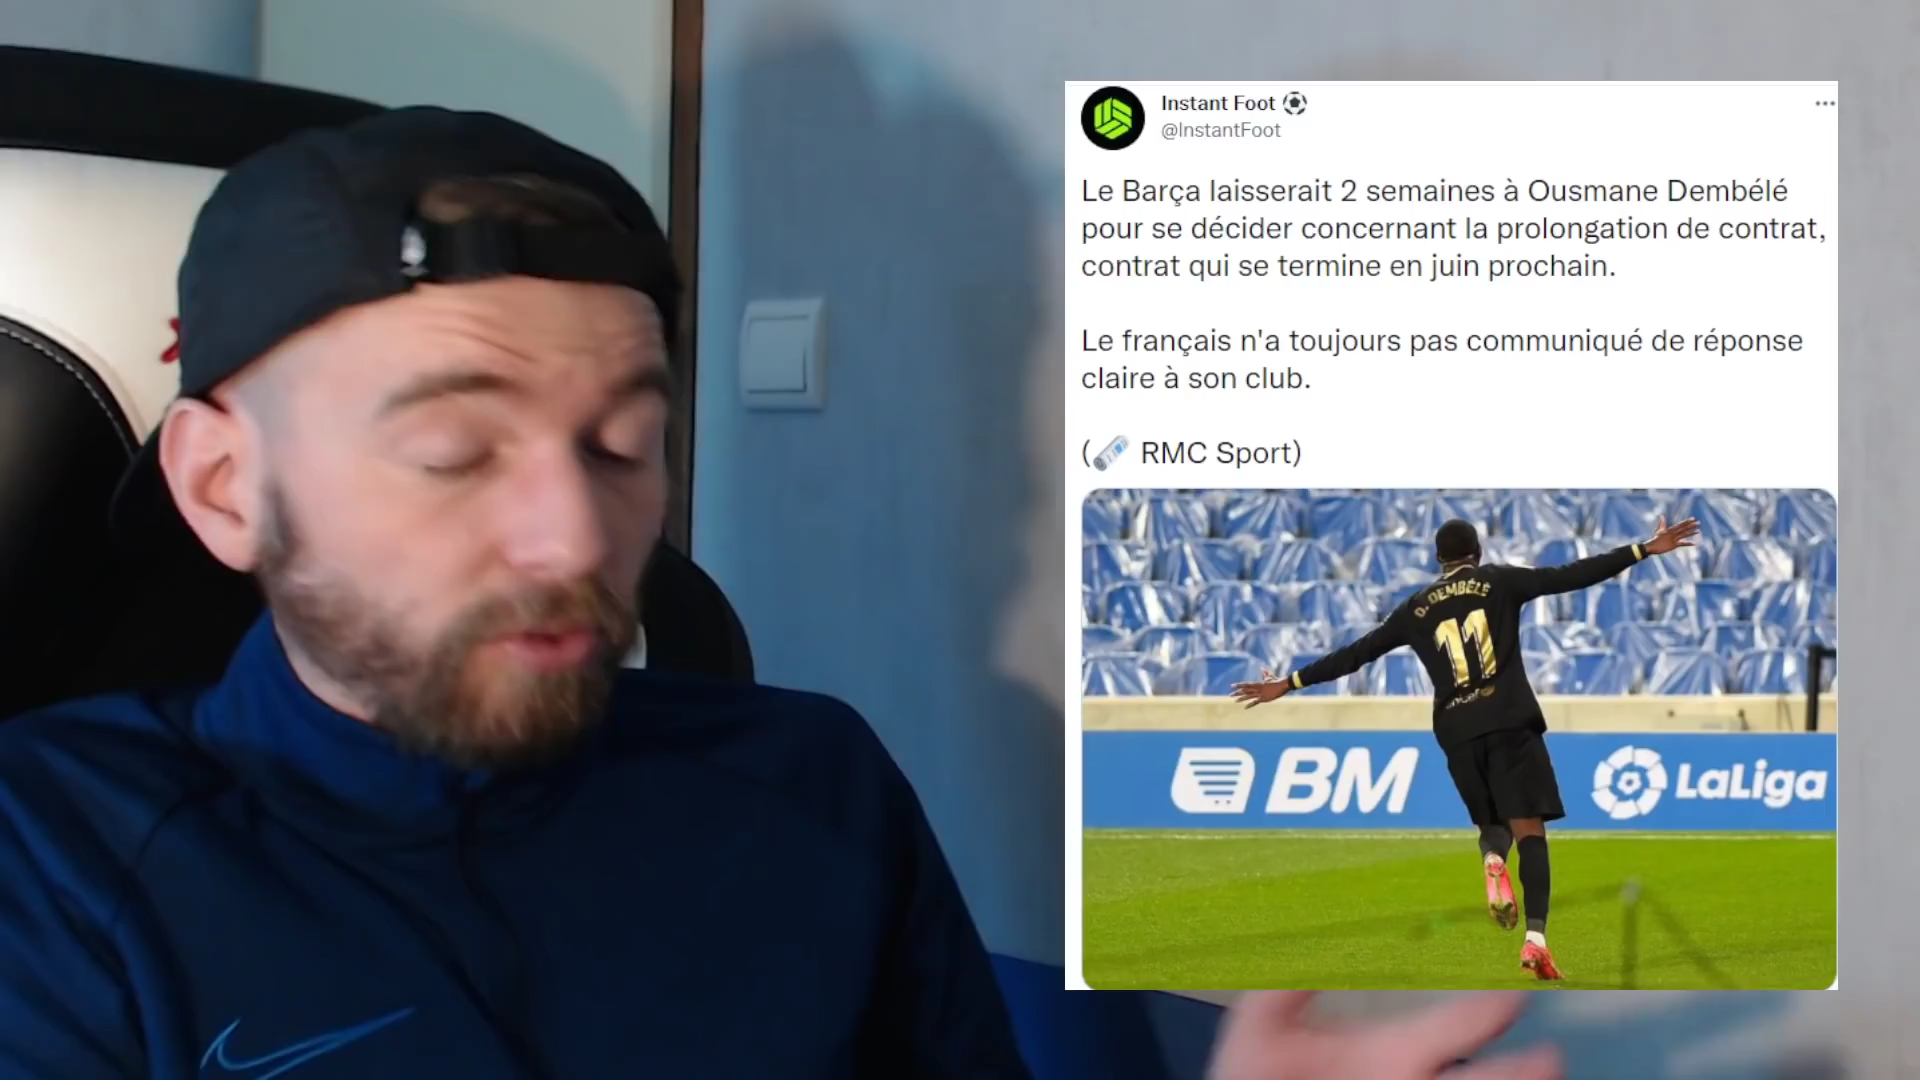 Instant Foot
@InstantFoot
Le Barça laisserait 2 semaines à Ousmane Dembélé
pour se décider concernant la prolongation de contrat,
contrat qui se termine en juin prochain.
Le français n'a toujours pas communiqué de réponse
claire à son club.
( RMC Sport)
O. DEMBÉLÉ
11
unicef
BM
LaLiga